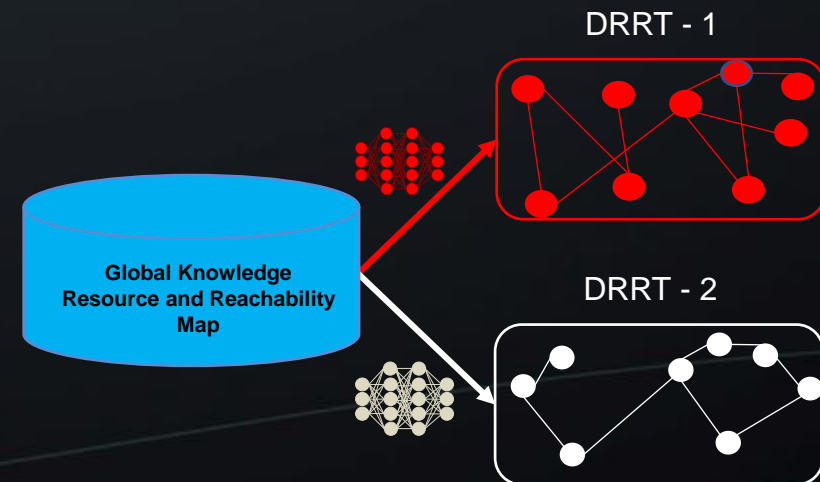 DRRT - 1
Global Knowledge
Resource and Reachability
Map
DRRT - 2